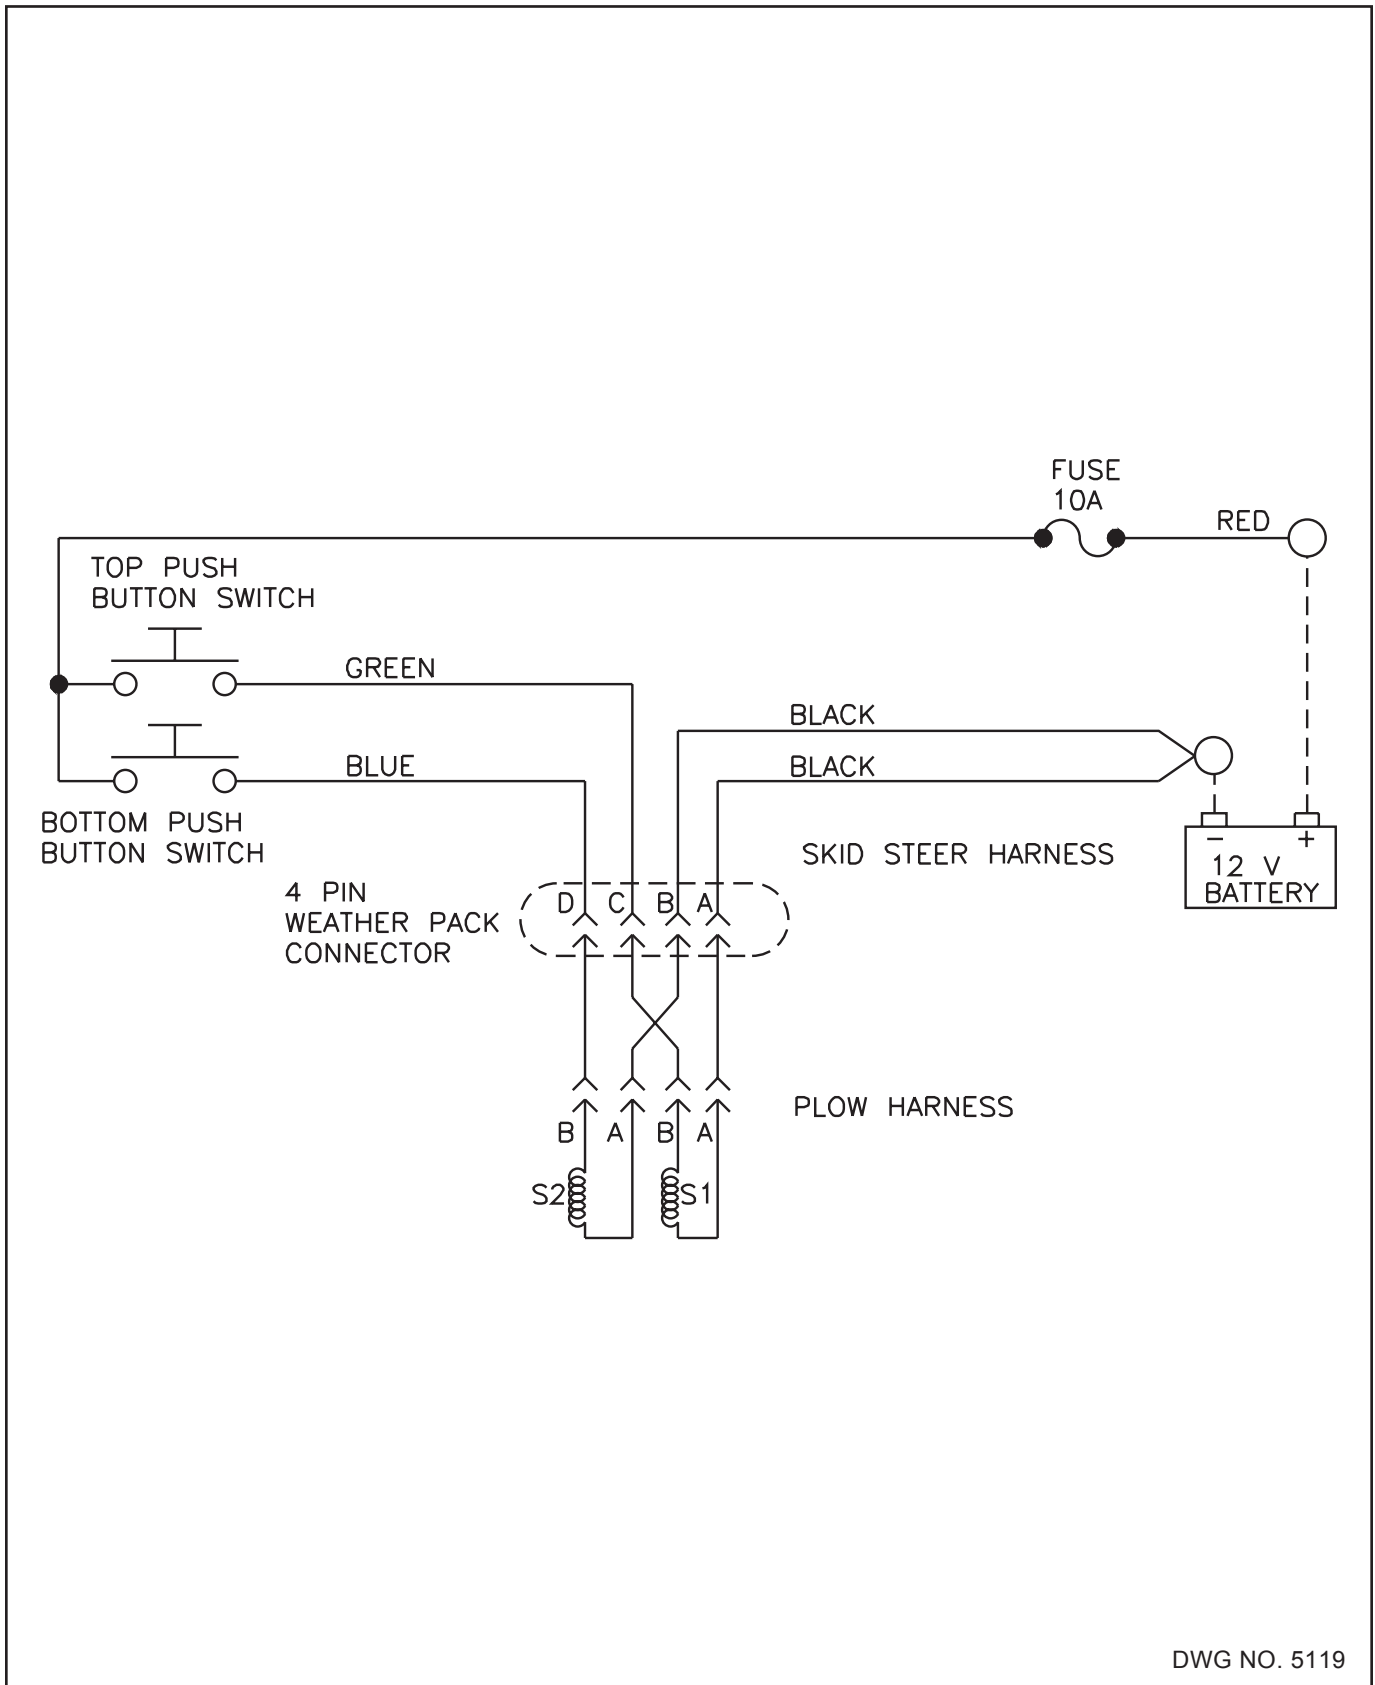 FUSE
10A
RED
TOP PUSH
BUTTON SWITCH
GREEN
BLACK
BLUE
BLACK
BOTTOM PUSH
BUTTON SWITCH
SKID STEER HARNESS
- +
12 V
BATTERY
4 PIN
WEATHER PACK
CONNECTOR
D C B A
PLOW HARNESS
B A B A
S2 S1
DWG NO. 5119